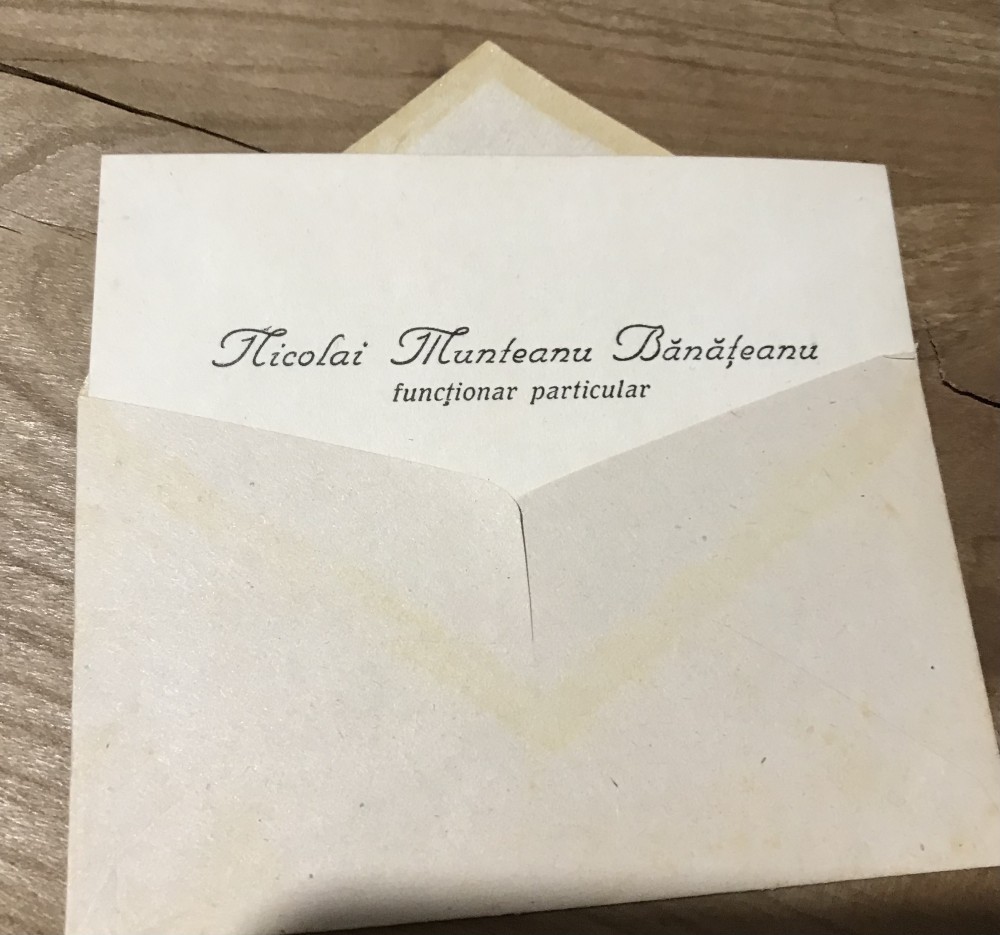 Nicolai Munteanu Bănățeanu
funcționar particular